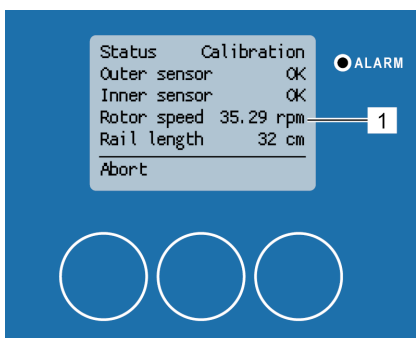 Status Calibration
Outer sensor OK
Inner sensor OK
Rotor speed 35.29 rpm
Rail length 32 cm
Abort
ALARM
1